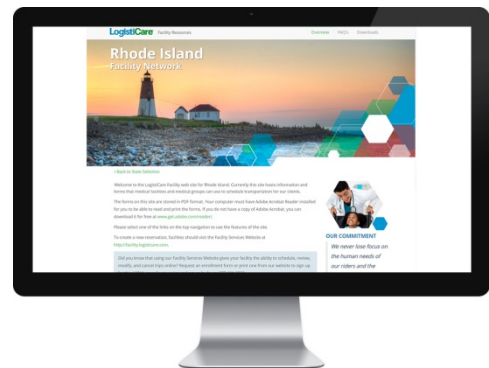 LogistiCare Facility Resources
Overview FAQs Downloads
Rhode Island
Facility Network
Welcome to the LogistiCare Facility web site for Rhode Island. Currently this site hosts information and
forms that medical facilities and medical groups can use to schedule transportation for our clients.
The forms on this site are stored in PDF format. Your computer must have Adobe Acrobat Reader installed
for you to be able to read and print the forms. If you do not have a copy of Adobe Acrobat, you can
download it for free at www.get.adobe.com/reader/.
Please select one of the links on the top navigation to use the features of the site.
To create a new reservation, facilities should visit the Facility Services Website at
http://facility.logisticare.com.
Did you know that using our Facility Services Website gives your facility the ability to schedule, review,
modify, and cancel trips online? Request an enrollment form or print one from our website to sign up
OUR COMMITMENT
We never lose focus on
the human needs of
our riders and the